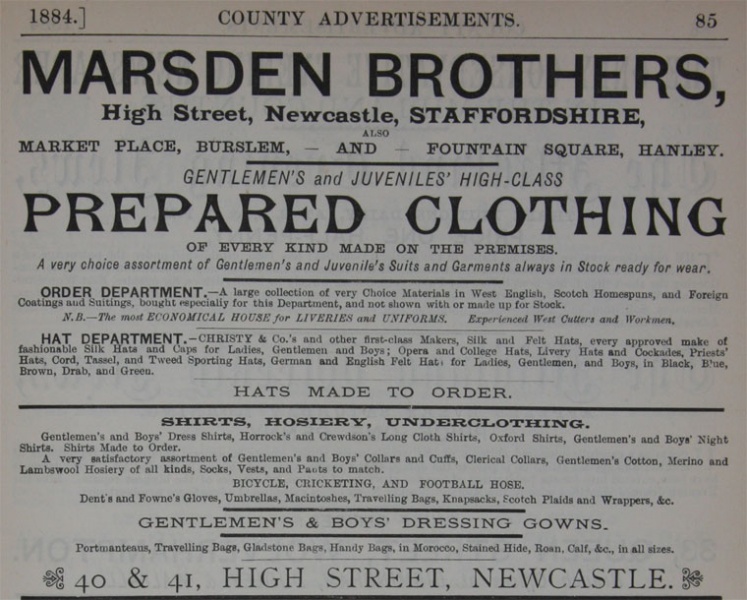 1884.] COUNTY ADVERTISEMENTS. 85
MARSDEN BROTHERS,
High Street, Newcastle, STAFFORDSHIRE,
ALSO
MARKET PLACE, BURSLEM, — AND — FOUNTAIN SQUARE, HANLEY.
GENTLEMEN'S and JUVENILES' HIGH-CLASS
PREPARED CLOTHING
OF EVERY KIND MADE ON THE PREMISES.
A very choice assortment of Gentlemen's and Juvenile's Suits and Garments always in Stock ready for wear.
ORDER DEPARTMENT.—A large collection of very Choice Materials in West English, Scotch Homespuns, and Foreign
Coatings and Suitings, bought especially for this Department, and not shown with or made up for Stock.
N.B.—The most ECONOMICAL HOUSE for LIVERIES and UNIFORMS. Experienced West Cutters and Workmen.
HAT DEPARTMENT.—CHRISTY & Co.'s and other first-class Makers, Silk and Felt Hats, every approved make of
fashionable Silk Hats and Caps for Ladies, Gentlemen and Boys; Opera and College Hats, Livery Hats and Cockades, Priests'
Hats, Cord, Tassel, and Tweed Sporting Hats, German and English Felt Hats for Ladies, Gentlemen, and Boys, in Black, Blue,
Brown, Drab, and Green.
HATS MADE TO ORDER.
SHIRTS, HOSIERY, UNDERCLOTHING.
Gentlemen's and Boys' Dress Shirts, Horrock's and Crewdson's Long Cloth Shirts, Oxford Shirts, Gentlemen's and Boys' Night
Shirts. Shirts Made to Order.
A very satisfactory assortment of Gentlemen's and Boys' Collars and Cuffs, Clerical Collars, Gentlemen's Cotton, Merino and
Lambswool Hosiery of all kinds, Socks, Vests, and Pants to match.
BICYCLE, CRICKETING, AND FOOTBALL HOSE.
Dent's and Fowne's Gloves, Umbrellas, Macintoshes, Travelling Bags, Knapsacks, Scotch Plaids and Wrappers, &c.
GENTLEMEN'S & BOYS' DRESSING GOWNS.
Portmanteaus, Travelling Bags, Gladstone Bags, Handy Bags, in Morocco, Stained Hide, Roan, Calf, &c., in all sizes.
40 & 41, HIGH STREET, NEWCASTLE.